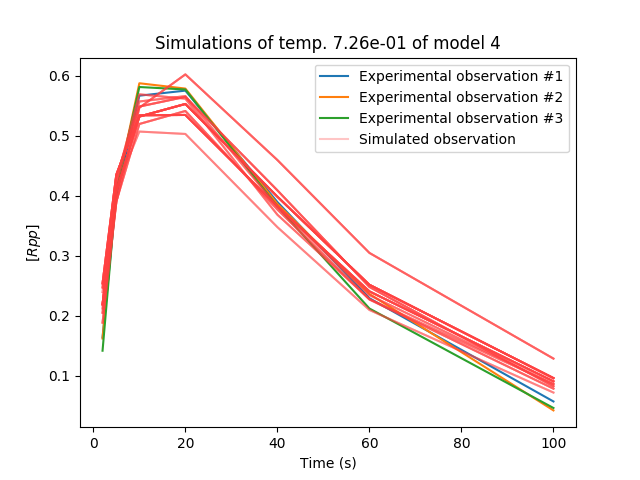 Simulations of temp. 7.26e-01 of model 4
Experimental observation #1
Experimental observation #2
Experimental observation #3
Simulated observation
[Rpp]
0.6
0.5
0.4
0.3
0.2
0.1
0 20 40 60 80 100
Time (s)